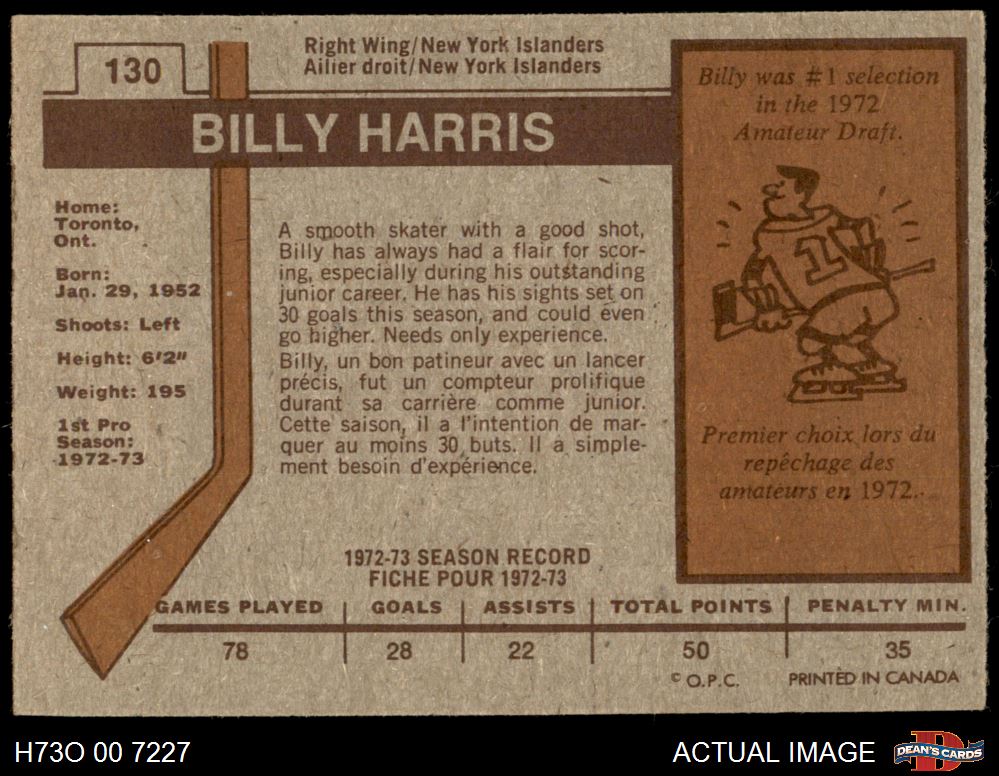 130
Right Wing/New York Islanders
Ailier droit/New York Islanders
BILLY HARRIS
Home:
Toronto,
Ont.
Born:
Jan. 29, 1952
Shoots: Left
Height: 6'2"
Weight: 195
1st Pro
Season:
1972-73
A smooth skater with a good shot,
Billy has always had a flair for scor-
ing, especially during his outstanding
junior career. He has his sights set on
30 goals this season, and could even
go higher. Needs only experience.
Billy, un bon patineur avec un lancer
précis, fut un compteur prolifique
durant sa carrière comme junior.
Cette saison, il a l'intention de mar-
quer au moins 30 buts. Il a simple-
ment besoin d'expérience.
Billy was #1 selection
in the 1972
Amateur Draft.
1
Premier choix lors du
repêchage des
amateurs en 1972.
1972-73 SEASON RECORD
FICHE POUR 1972-73
GAMES PLAYED GOALS ASSISTS TOTAL POINTS PENALTY MIN.
78 28 22 50 35
© O.P.C. PRINTED IN CANADA
H73O 00 7227 ACTUAL IMAGE DEAN'S CARDS